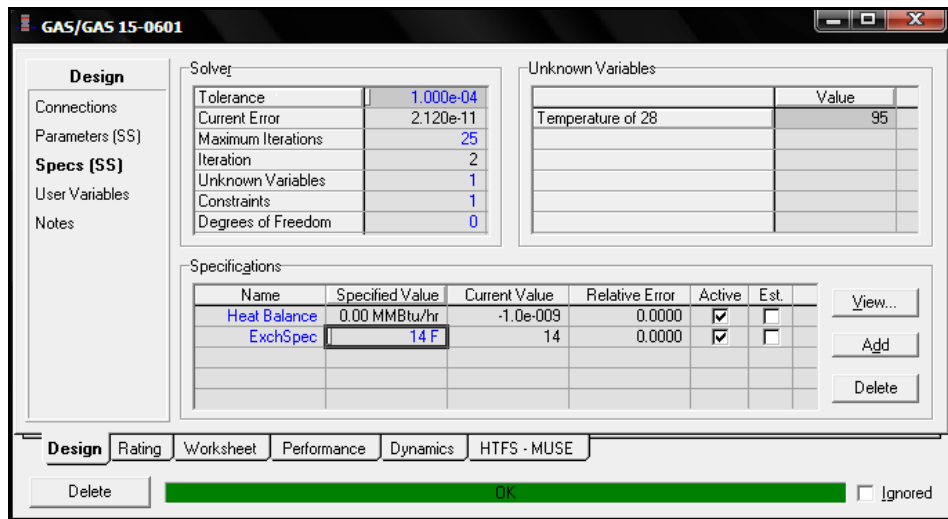 GAS/GAS 15-0601
Design
Connections
Parameters (SS)
Specs (SS)
User Variables
Notes
Solver
Tolerance 1.000e-04
Current Error 2.120e-11
Maximum Iterations 25
Iteration 2
Unknown Variables 1
Constraints 1
Degrees of Freedom 0
Unknown Variables
Value
Temperature of 28 95
Specifications
Name Specified Value Current Value Relative Error Active Est.
Heat Balance 0.00 MMBtu/hr -1.0e-009 0.0000
ExchSpec 14 F 14 0.0000
View...
Add
Delete
Design Rating Worksheet Performance Dynamics HTFS - MUSE
Delete OK Ignored